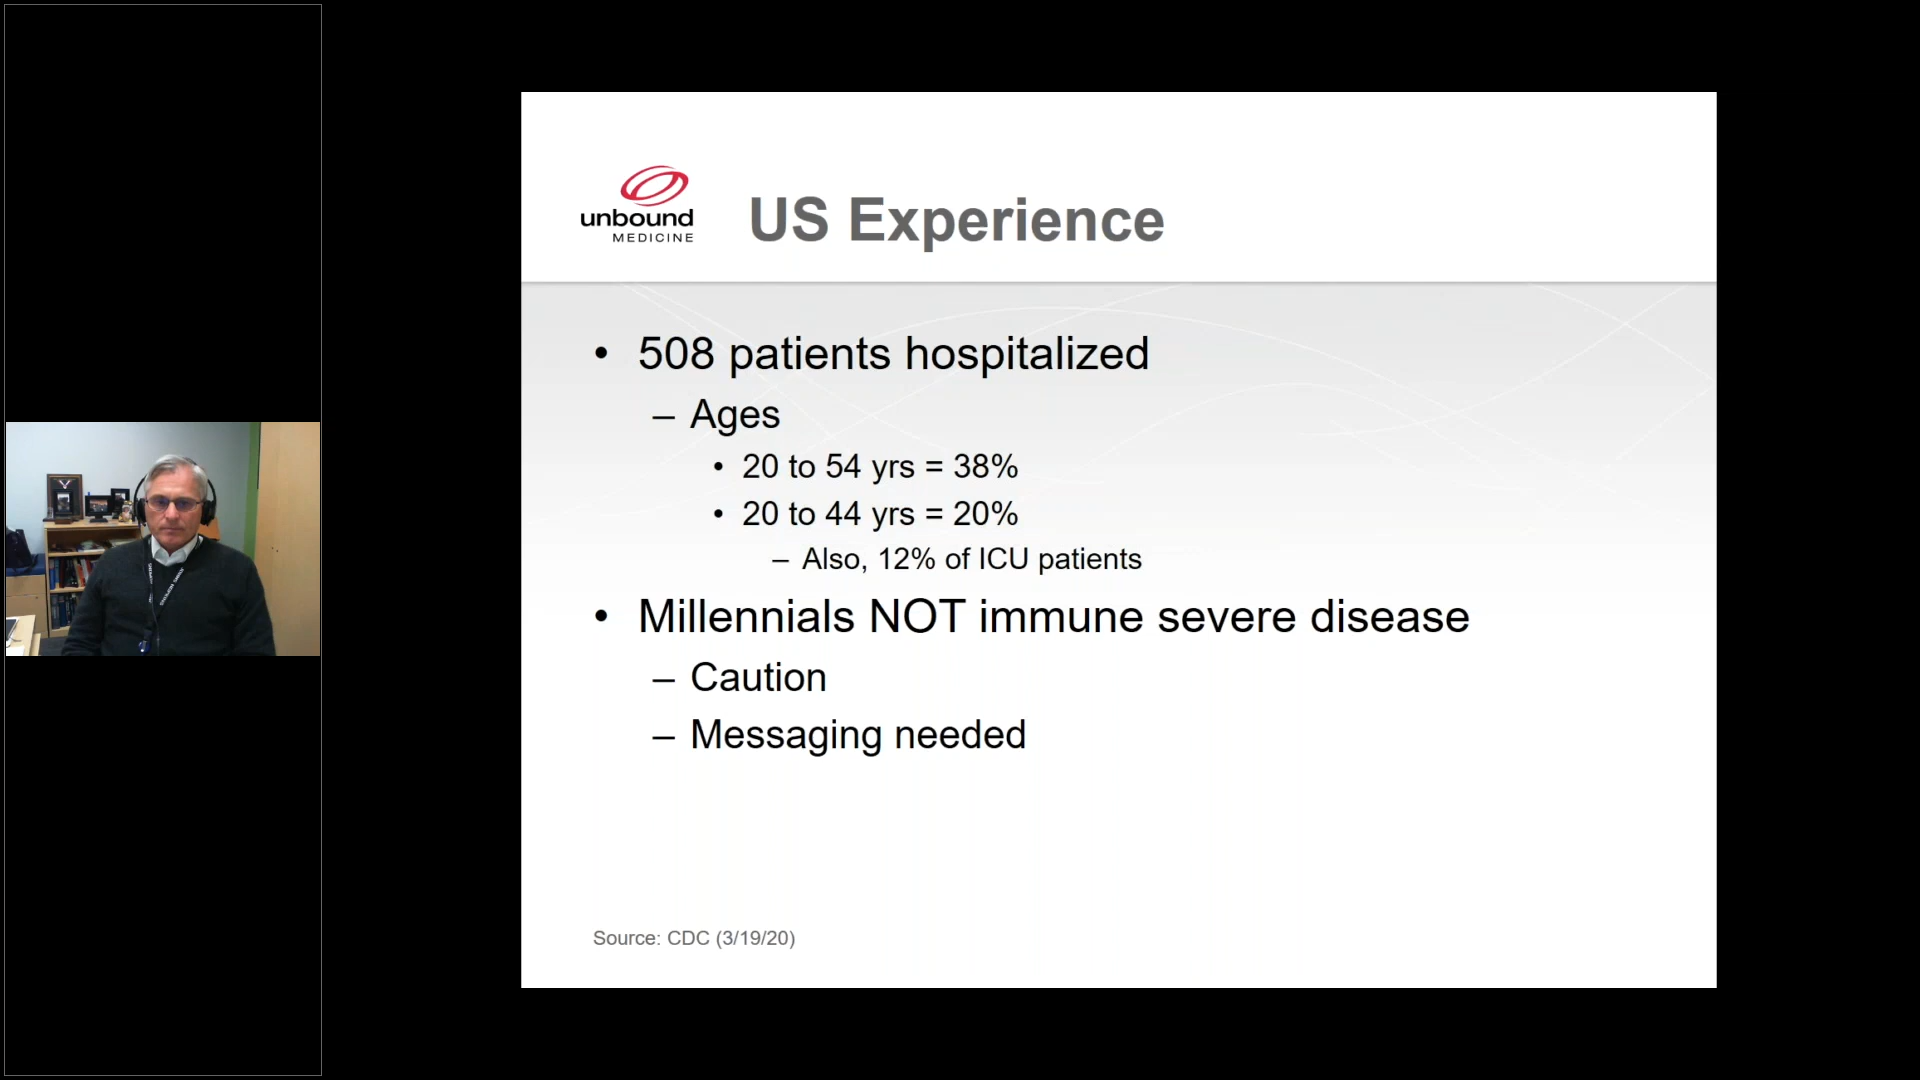 unbound
MEDICINE
US Experience
• 508 patients hospitalized
– Ages
• 20 to 54 yrs = 38%
• 20 to 44 yrs = 20%
– Also, 12% of ICU patients
• Millennials NOT immune severe disease
– Caution
– Messaging needed
Source: CDC (3/19/20)